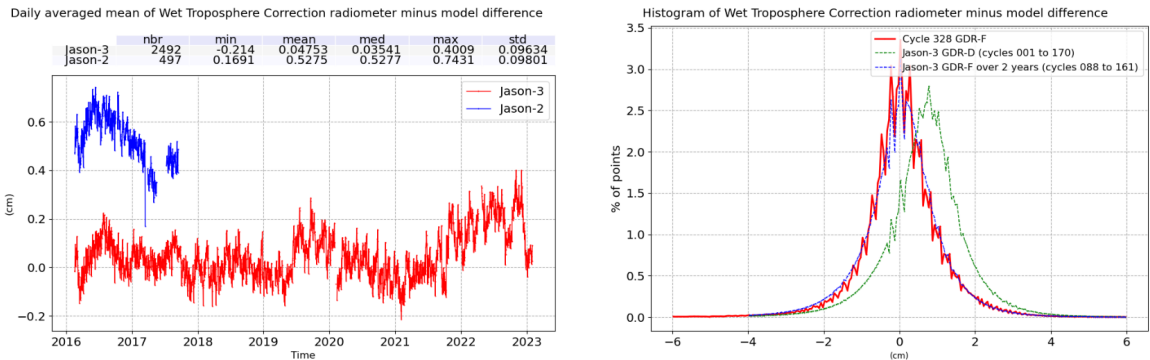 Daily averaged mean of Wet Troposphere Correction radiometer minus model difference
nbr min mean med max std
Jason-3 2492 -0.214 0.04753 0.03541 0.4009 0.09634
Jason-2 497 0.1691 0.5275 0.5277 0.7431 0.09801
Jason-3
Jason-2
(cm)
0.6
0.4
0.2
0.0
−0.2
2016 2017 2018 2019 2020 2021 2022 2023
Time
Histogram of Wet Troposphere Correction radiometer minus model difference
Cycle 328 GDR-F
Jason-3 GDR-D (cycles 001 to 170)
Jason-3 GDR-F over 2 years (cycles 088 to 161)
% of points
3.5
3.0
2.5
2.0
1.5
1.0
0.5
0.0
−6 −4 −2 0 2 4 6
(cm)